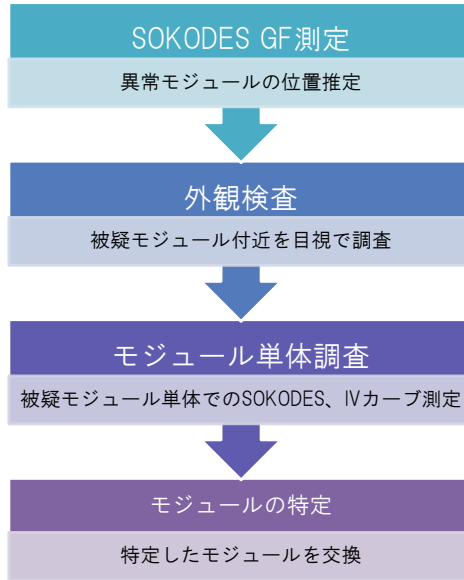 SOKODES GF測定
異常モジュールの位置推定
外観検査
被疑モジュール付近を目視で調査
モジュール単体調査
被疑モジュール単体でのSOKODES、IVカーブ測定
モジュールの特定
特定したモジュールを交換